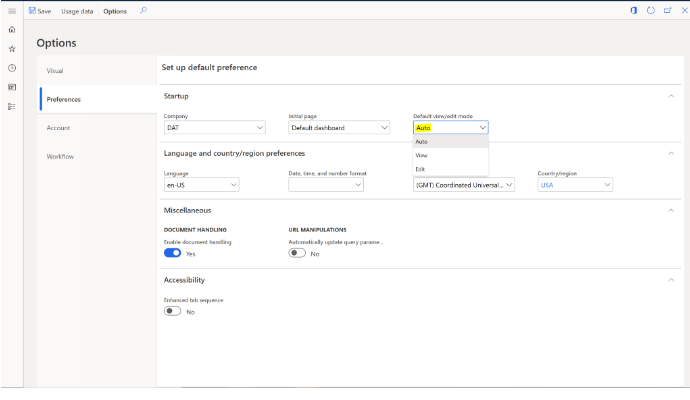 Save Usage data Options
Options
Visual
Preferences
Account
Workflow
Set up default preference
Startup
Company Initial page Default view/edit mode
DAT Default dashboard Auto
Auto
View
Edit
Language and country/region preferences
Language Date, time, and number format Country/region
en-US (GMT) Coordinated Universal... USA
Miscellaneous
DOCUMENT HANDLING URL MANIPULATIONS
Enable document handling Automatically update query parame...
Yes No
Accessibility
Enhanced tab sequence
No